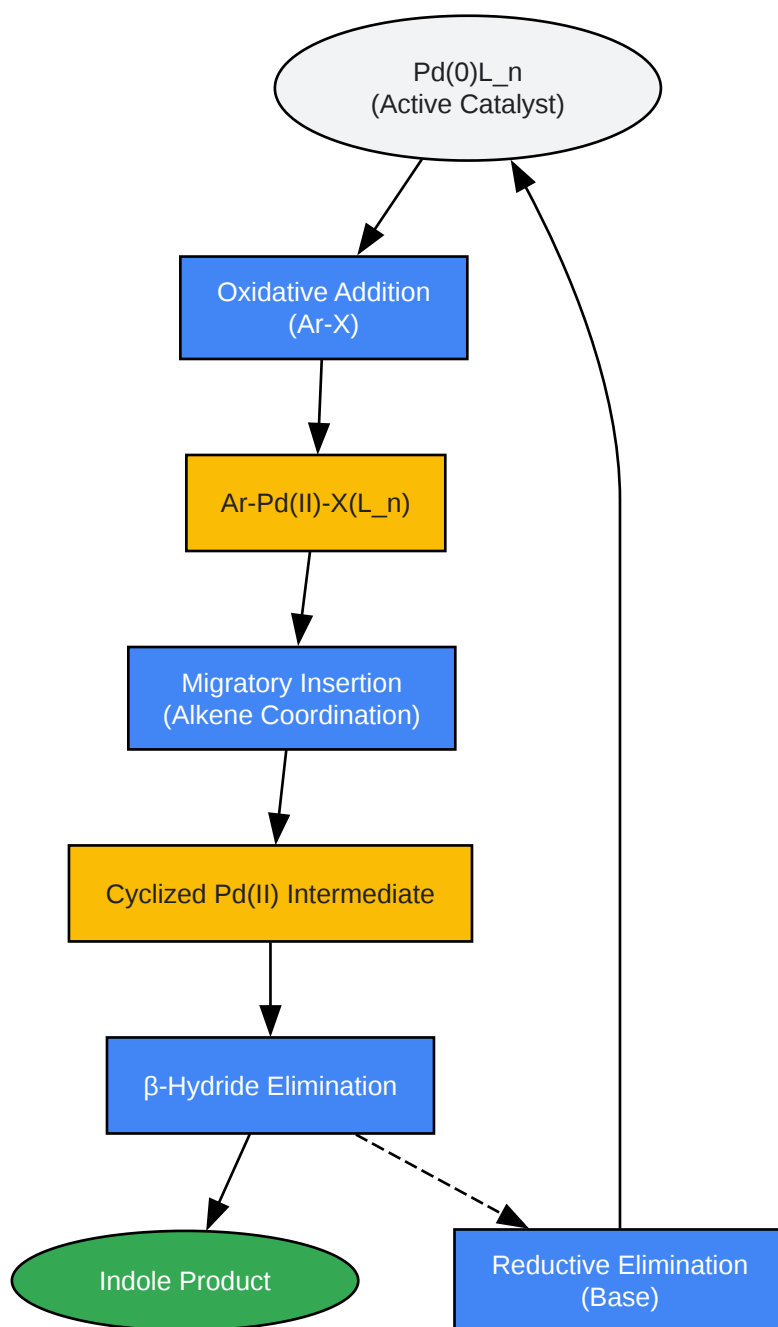 Pd(0)L_n
(Active Catalyst)
Oxidative Addition
(Ar-X)
Ar-Pd(II)-X(L_n)
Migratory Insertion
(Alkene Coordination)
Cyclized Pd(II) Intermediate
β-Hydride Elimination
Indole Product
Reductive Elimination
(Base)